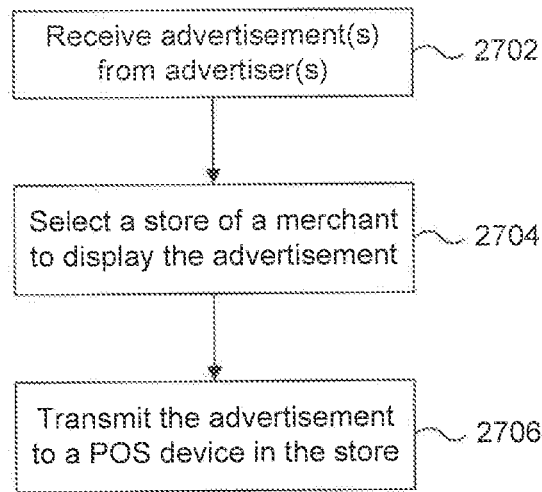 Receive advertisement(s)
from advertiser(s)
2702
Select a store of a merchant
to display the advertisement
2704
Transmit the advertisement
to a POS device in the store
2706